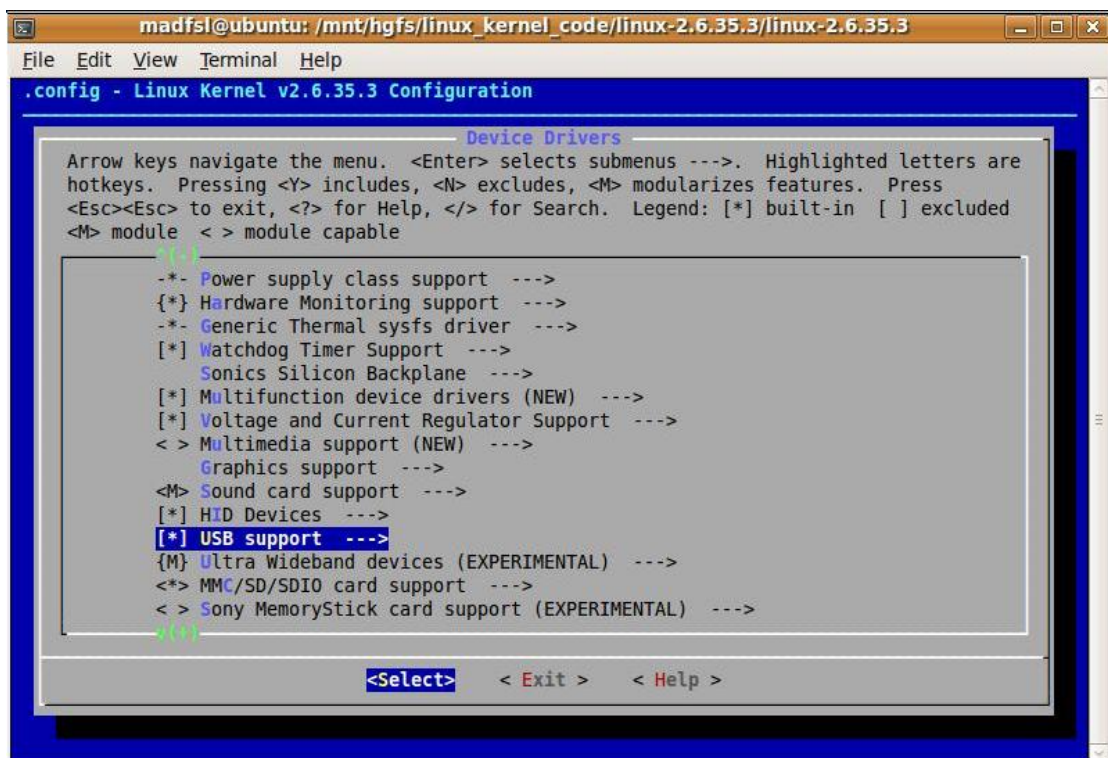 madfsl@ubuntu: /mnt/hgfs/linux_kernel_code/linux-2.6.35.3/linux-2.6.35.3
File Edit View Terminal Help
.config - Linux Kernel v2.6.35.3 Configuration
Device Drivers
Arrow keys navigate the menu. <Enter> selects submenus --->. Highlighted letters are
hotkeys. Pressing <Y> includes, <N> excludes, <M> modularizes features. Press
<Esc><Esc> to exit, <?> for Help, </> for Search. Legend: [*] built-in [ ] excluded
<M> module < > module capable
^(-)
-*- Power supply class support --->
{*} Hardware Monitoring support --->
-*- Generic Thermal sysfs driver --->
[*] Watchdog Timer Support --->
Sonics Silicon Backplane --->
[*] Multifunction device drivers (NEW) --->
[*] Voltage and Current Regulator Support --->
< > Multimedia support (NEW) --->
Graphics support --->
<M> Sound card support --->
[*] HID Devices --->
[*] USB support --->
{M} Ultra Wideband devices (EXPERIMENTAL) --->
<*> MMC/SD/SDIO card support --->
< > Sony MemoryStick card support (EXPERIMENTAL) --->
v(+)
<Select> < Exit > < Help >